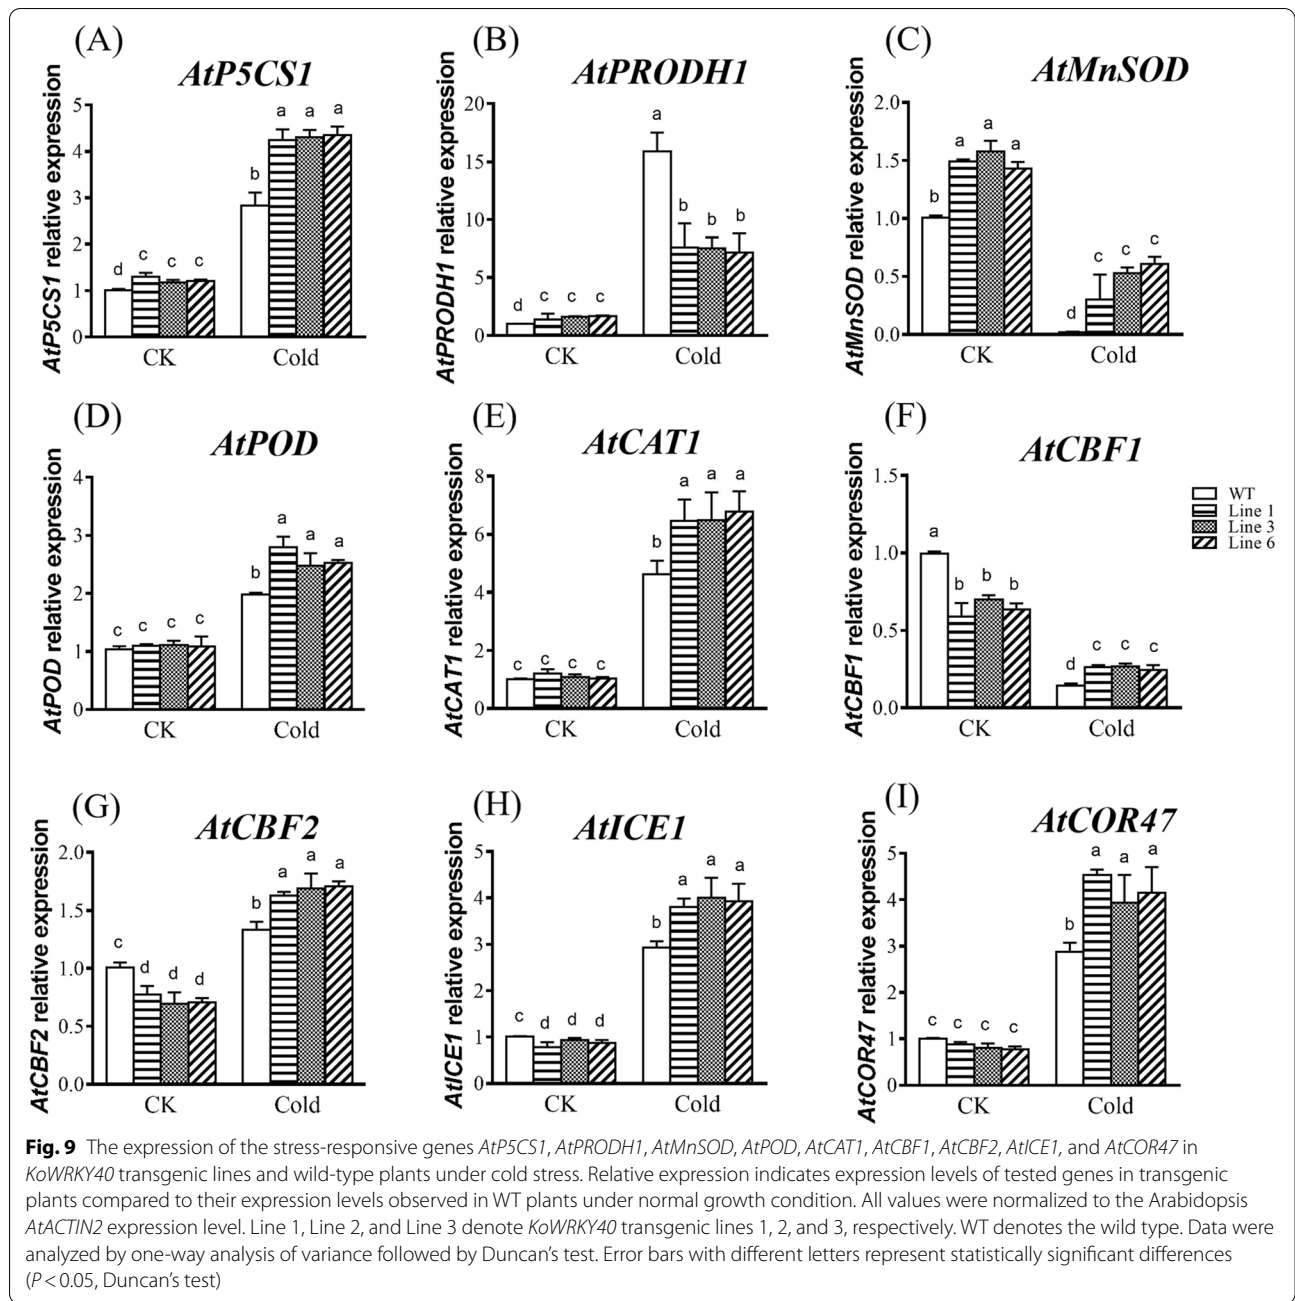 (A)
AtP5CS1
AtP5CS1 relative expression
5
4
3
2
1
0
d c c c
b a a a
CK Cold
(B)
AtPRODH1
AtPRODH1 relative expression
20
15
10
5
0
d c c c
a b b b
CK Cold
(C)
AtMnSOD
AtMnSOD relative expression
2.0
1.5
1.0
0.5
0.0
b a a a
d c c c
CK Cold
(D)
AtPOD
AtPOD relative expression
4
3
2
1
0
c c c c
b a a a
CK Cold
(E)
AtCAT1
AtCAT1 relative expression
8
6
4
2
0
c c c c
b a a a
CK Cold
(F)
AtCBF1
AtCBF1 relative expression
1.5
1.0
0.5
0.0
a b b b
d c c c
CK Cold
WT
Line 1
Line 3
Line 6
(G)
AtCBF2
AtCBF2 relative expression
2.0
1.5
1.0
0.5
0.0
c d d d
b a a a
CK Cold
(H)
AtICE1
AtICE1 relative expression
5
4
3
2
1
0
c d d d
b a a a
CK Cold
(I)
AtCOR47
AtCOR47 relative expression
5
4
3
2
1
0
c c c c
b a a a
CK Cold
Fig. 9 The expression of the stress-responsive genes AtP5CS1, AtPRODH1, AtMnSOD, AtPOD, AtCAT1, AtCBF1, AtCBF2, AtICE1, and AtCOR47 in
KoWRKY40 transgenic lines and wild-type plants under cold stress. Relative expression indicates expression levels of tested genes in transgenic
plants compared to their expression levels observed in WT plants under normal growth condition. All values were normalized to the Arabidopsis
AtACTIN2 expression level. Line 1, Line 2, and Line 3 denote KoWRKY40 transgenic lines 1, 2, and 3, respectively. WT denotes the wild type. Data were
analyzed by one-way analysis of variance followed by Duncan's test. Error bars with different letters represent statistically significant differences
(P < 0.05, Duncan's test)